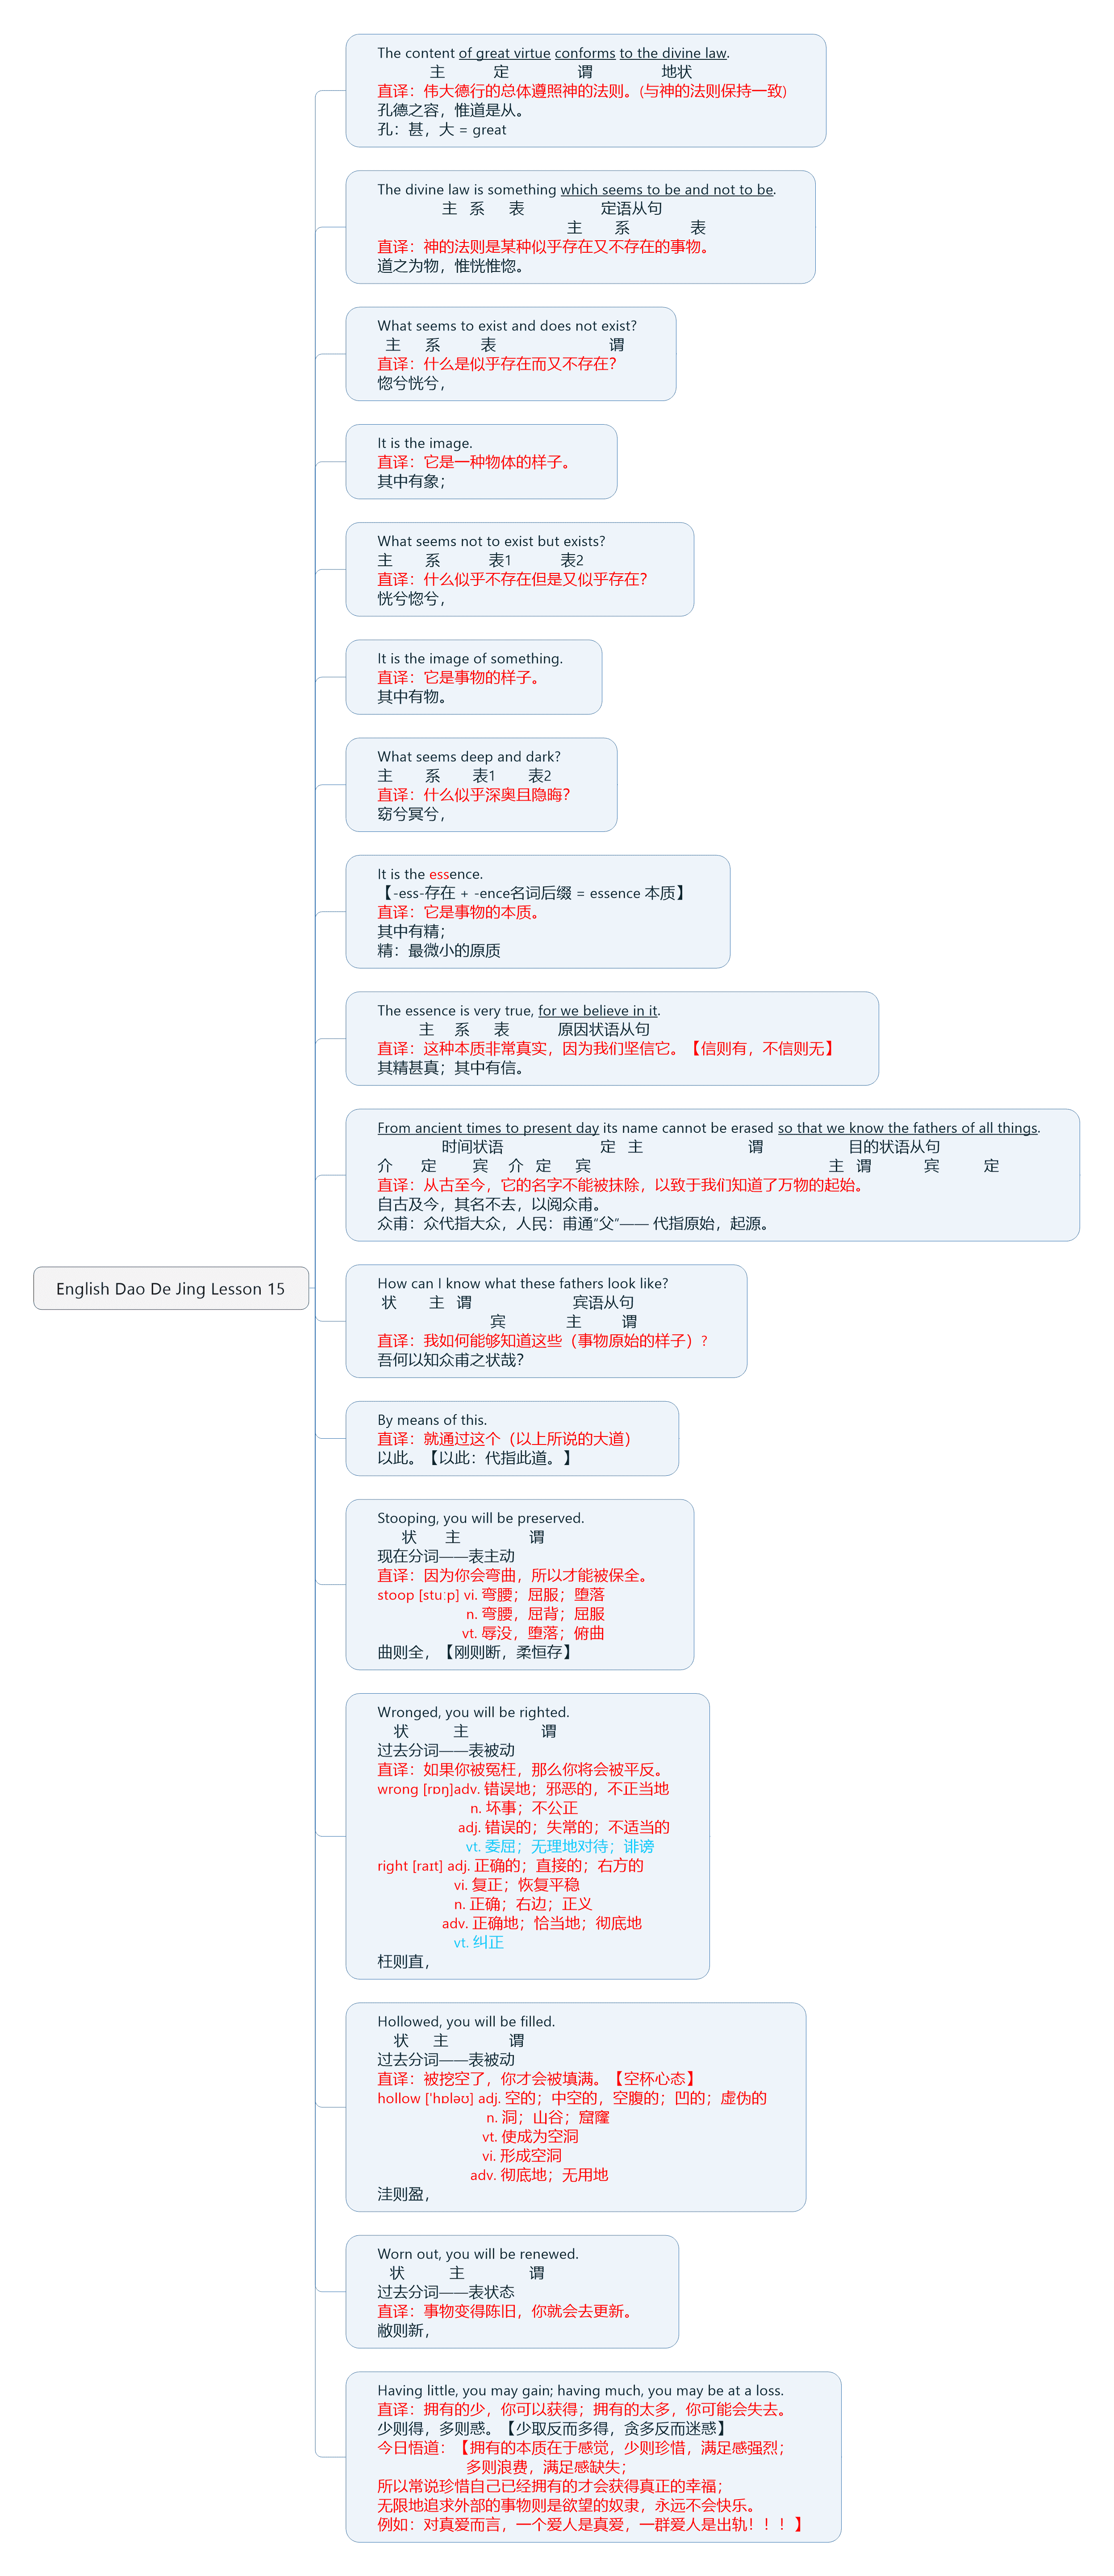 The content of great virtue conforms to the divine law.
主 定 谓 地状
直译：伟大德行的总体遵照神的法则。(与神的法则保持一致)
孔德之容，惟道是从。
孔：甚，大 = great
The divine law is something which seems to be and not to be.
主 系 表 定语从句
主 系 表
直译：神的法则是某种似乎存在又不存在的事物。
道之为物，惟恍惟惚。
What seems to exist and does not exist?
主 系 表 谓
直译：什么是似乎存在而又不存在？
惚兮恍兮，
It is the image.
直译：它是一种物体的样子。
其中有象；
What seems not to exist but exists?
主 系 表1 表2
直译：什么似乎不存在但是又似乎存在？
恍兮惚兮，
It is the image of something.
直译：它是事物的样子。
其中有物。
What seems deep and dark?
主 系 表1 表2
直译：什么似乎深奥且隐晦？
窈兮冥兮，
It is the essence.
【-ess-存在 + -ence名词后缀 = essence 本质】
直译：它是事物的本质。
其中有精；
精：最微小的原质
The essence is very true, for we believe in it.
主 系 表 原因状语从句
直译：这种本质非常真实，因为我们坚信它。【信则有，不信则无】
其精甚真；其中有信。
From ancient times to present day its name cannot be erased so that we know the fathers of all things.
时间状语 定 主 谓 目的状语从句
介 定 宾 介 定 宾 主 谓 宾 定
直译：从古至今，它的名字不能被抹除，以致于我们知道了万物的起始。
自古及今，其名不去，以阅众甫。
众甫：众代指大众，人民：甫通“父”—— 代指原始，起源。
English Dao De Jing Lesson 15
How can I know what these fathers look like?
状 主 谓 宾语从句
宾 主 谓
直译：我如何能够知道这些（事物原始的样子）?
吾何以知众甫之状哉？
By means of this.
直译：就通过这个（以上所说的大道）
以此。【以此：代指此道。】
Stooping, you will be preserved.
状 主 谓
现在分词——表主动
直译：因为你会弯曲，所以才能被保全。
stoop [stuːp] vi. 弯腰；屈服；堕落
n. 弯腰，屈背；屈服
vt. 辱没，堕落；俯曲
曲则全，【刚则断，柔恒存】
Wronged, you will be righted.
状 主 谓
过去分词——表被动
直译：如果你被冤枉，那么你将会被平反。
wrong [rɒŋ]adv. 错误地；邪恶的，不正当地
n. 坏事；不公正
adj. 错误的；失常的；不适当的
vt. 委屈；无理地对待；诽谤
right [raɪt] adj. 正确的；直接的；右方的
vi. 复正；恢复平稳
n. 正确；右边；正义
adv. 正确地；恰当地；彻底地
vt. 纠正
枉则直，
Hollowed, you will be filled.
状 主 谓
过去分词——表被动
直译：被挖空了，你才会被填满。【空杯心态】
hollow ['hɒləʊ] adj. 空的；中空的，空腹的；凹的；虚伪的
n. 洞；山谷；窟窿
vt. 使成为空洞
vi. 形成空洞
adv. 彻底地；无用地
洼则盈，
Worn out, you will be renewed.
状 主 谓
过去分词——表状态
直译：事物变得陈旧，你就会去更新。
敝则新，
Having little, you may gain; having much, you may be at a loss.
直译：拥有的少，你可以获得；拥有的太多，你可能会失去。
少则得，多则惑。【少取反而多得，贪多反而迷惑】
今日悟道：【拥有的本质在于感觉，少则珍惜，满足感强烈；
多则浪费，满足感缺失；
所以常说珍惜自己已经拥有的才会获得真正的幸福；
无限地追求外部的事物则是欲望的奴隶，永远不会快乐。
例如：对真爱而言，一个爱人是真爱，一群爱人是出轨！！！】